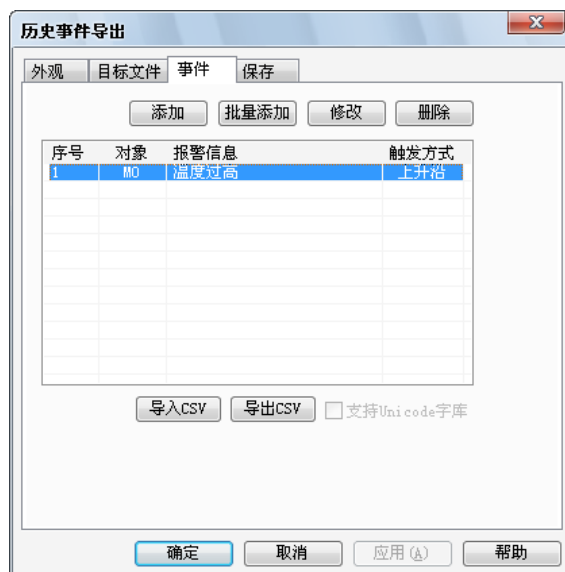 历史事件导出
外观 目标文件 事件 保存
添加 批量添加 修改 删除
序号 对象 报警信息 触发方式
1 M0 温度过高 上升沿
导入CSV 导出CSV 支持Unicode字库
确定 取消 应用(A) 帮助